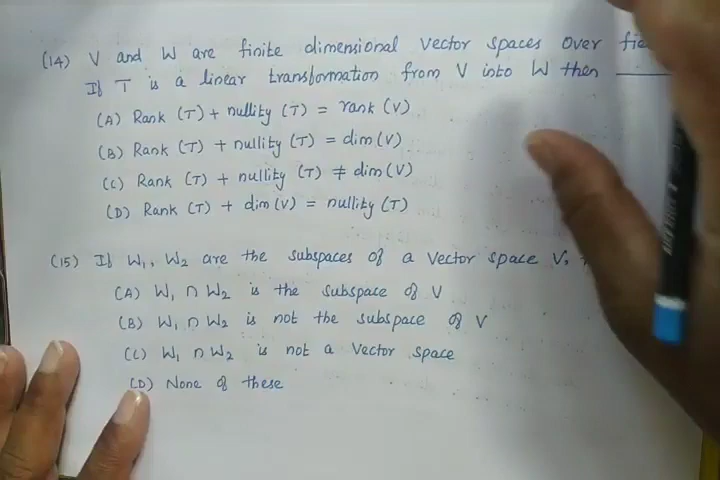 (14) V and W are finite dimensional vector spaces over
If T is a linear transformation from V into W then ______
(A) Rank (T) + nullity (T) = rank (V)
(B) Rank (T) + nullity (T) = dim (V)
(C) Rank (T) + nullity (T) ≠ dim (V)
(D) Rank (T) + dim (V) = nullity (T)
(15) If W₁, W₂ are the subspaces of a vector space V,
(A) W₁ ∩ W₂ is the subspace of V
(B) W₁ ∩ W₂ is not the subspace of V
(C) W₁ ∩ W₂ is not a vector space
(D) None of these